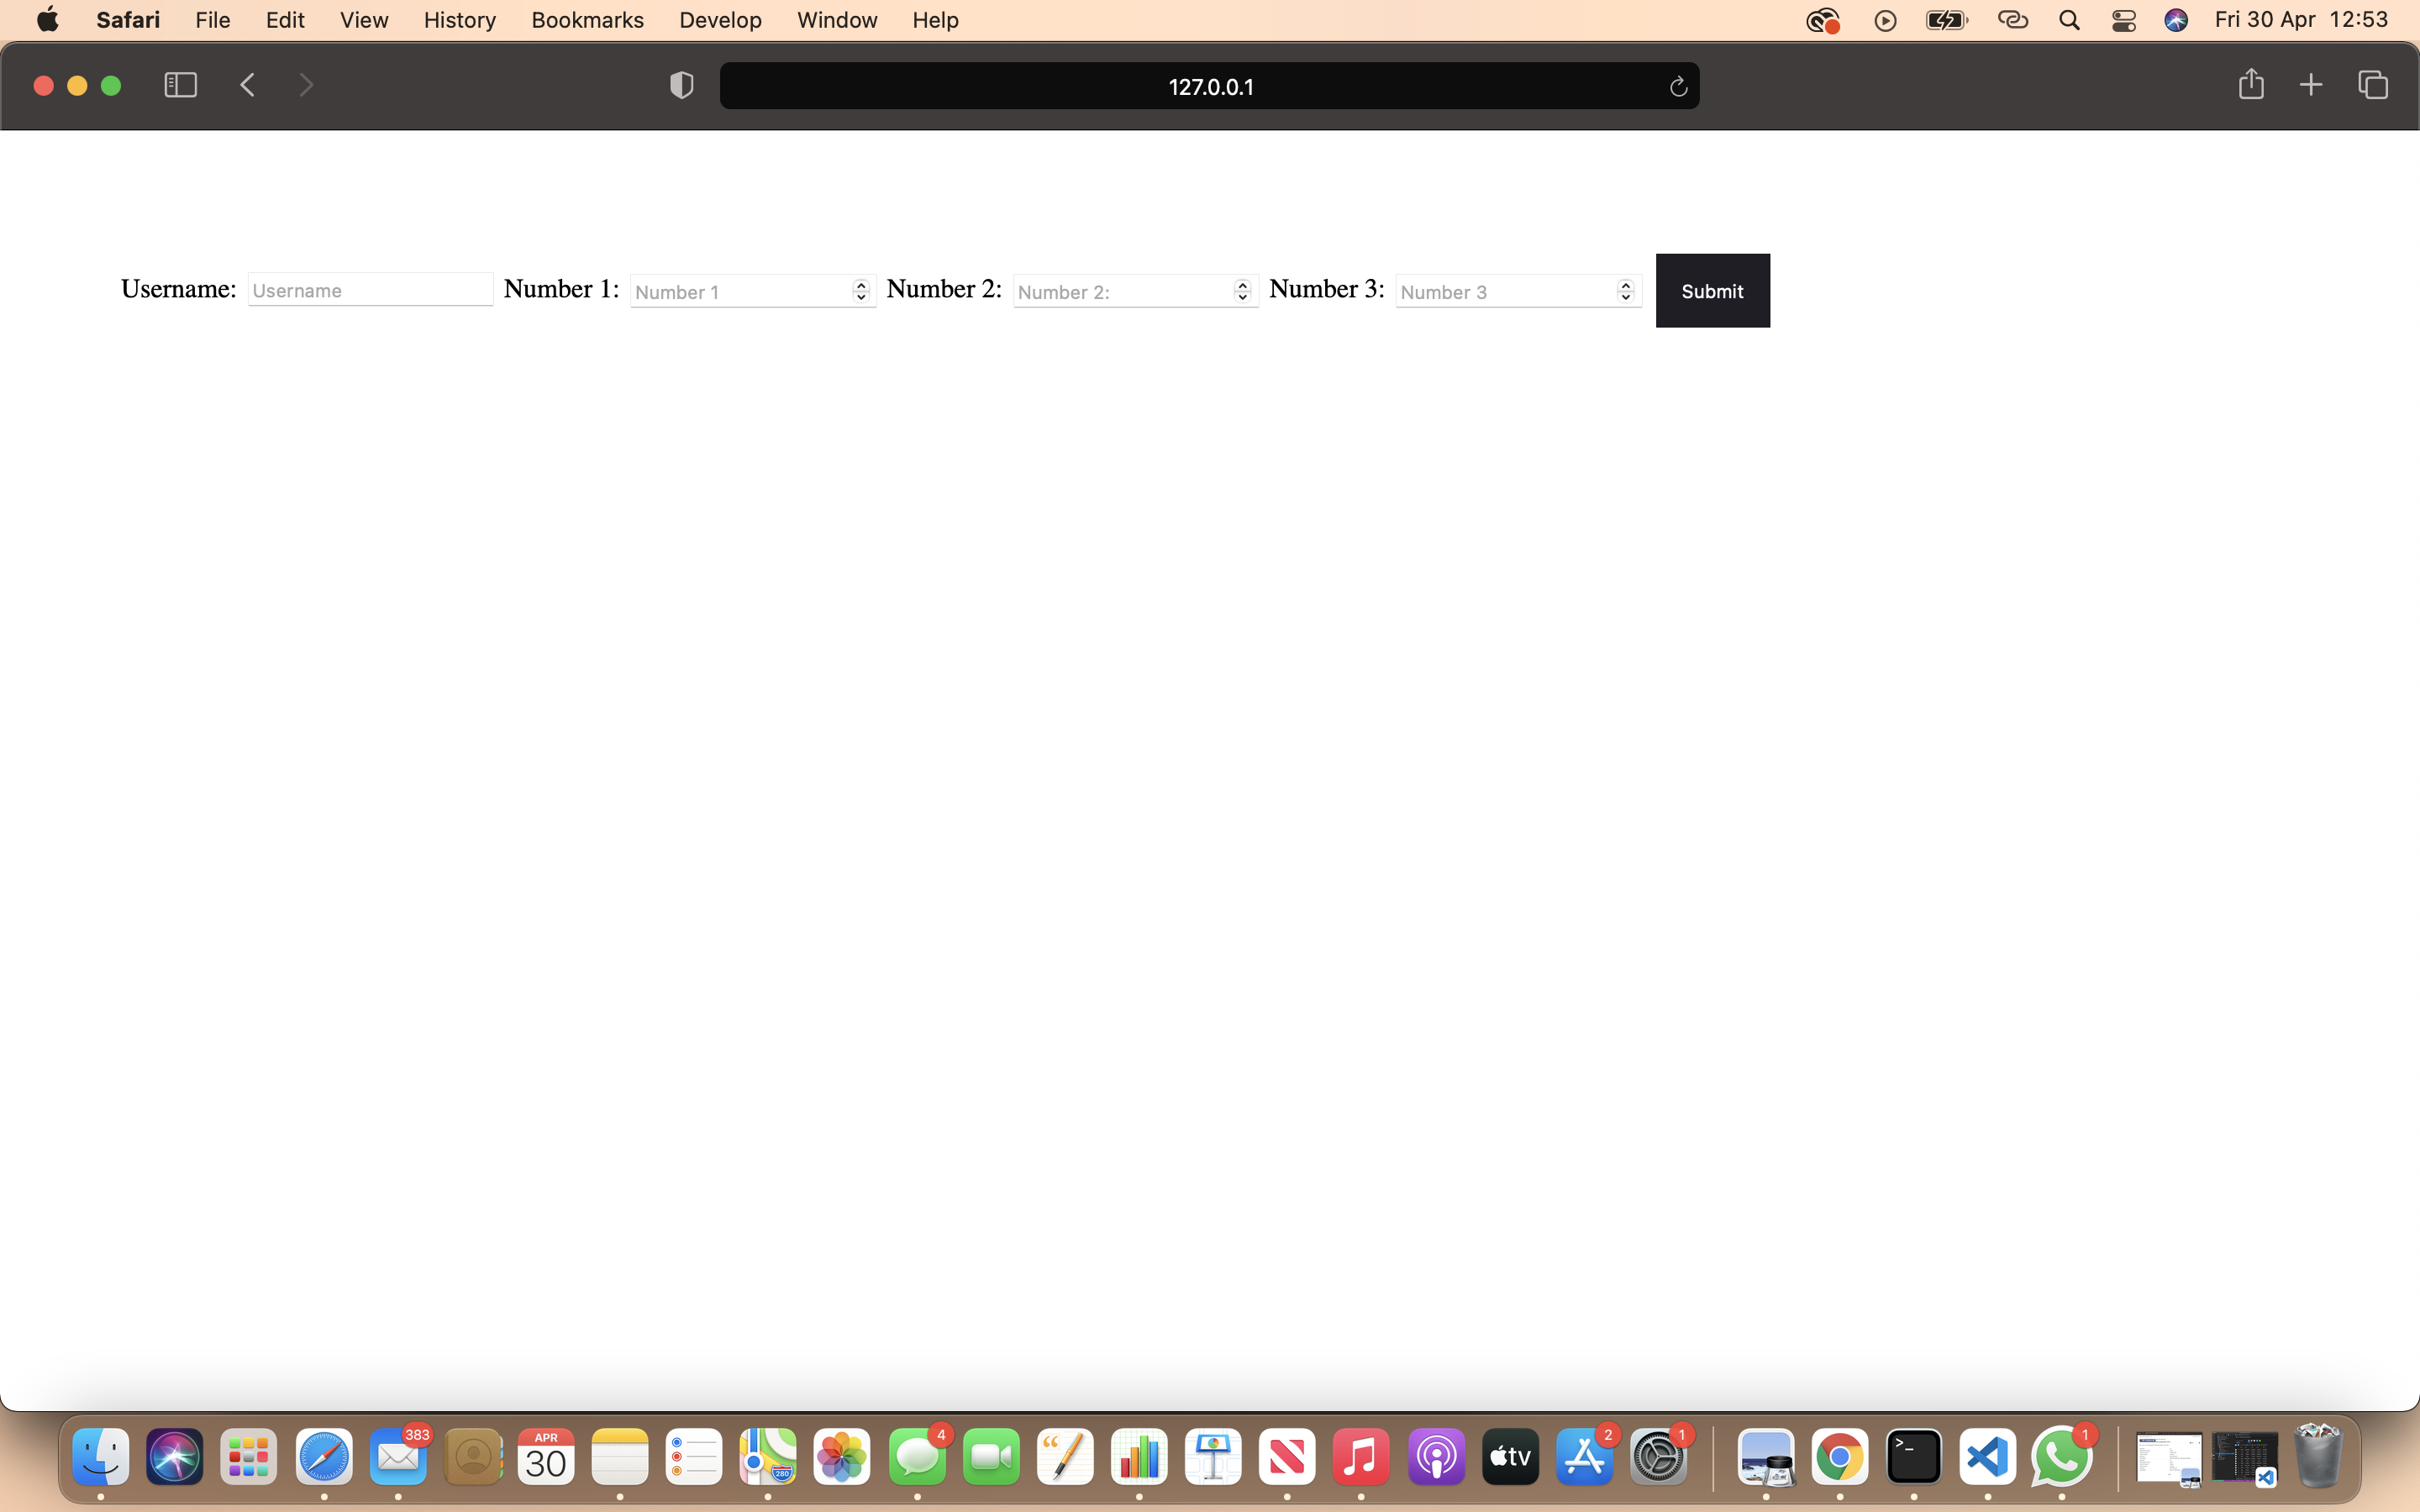 Safari File Edit View History Bookmarks Develop Window Help Fri 30 Apr 12:53
127.0.0.1
Username: Username Number 1: Number 1 Number 2: Number 2: Number 3: Number 3 Submit
383 APR 30 280 4 tv 2 1 >_ 1